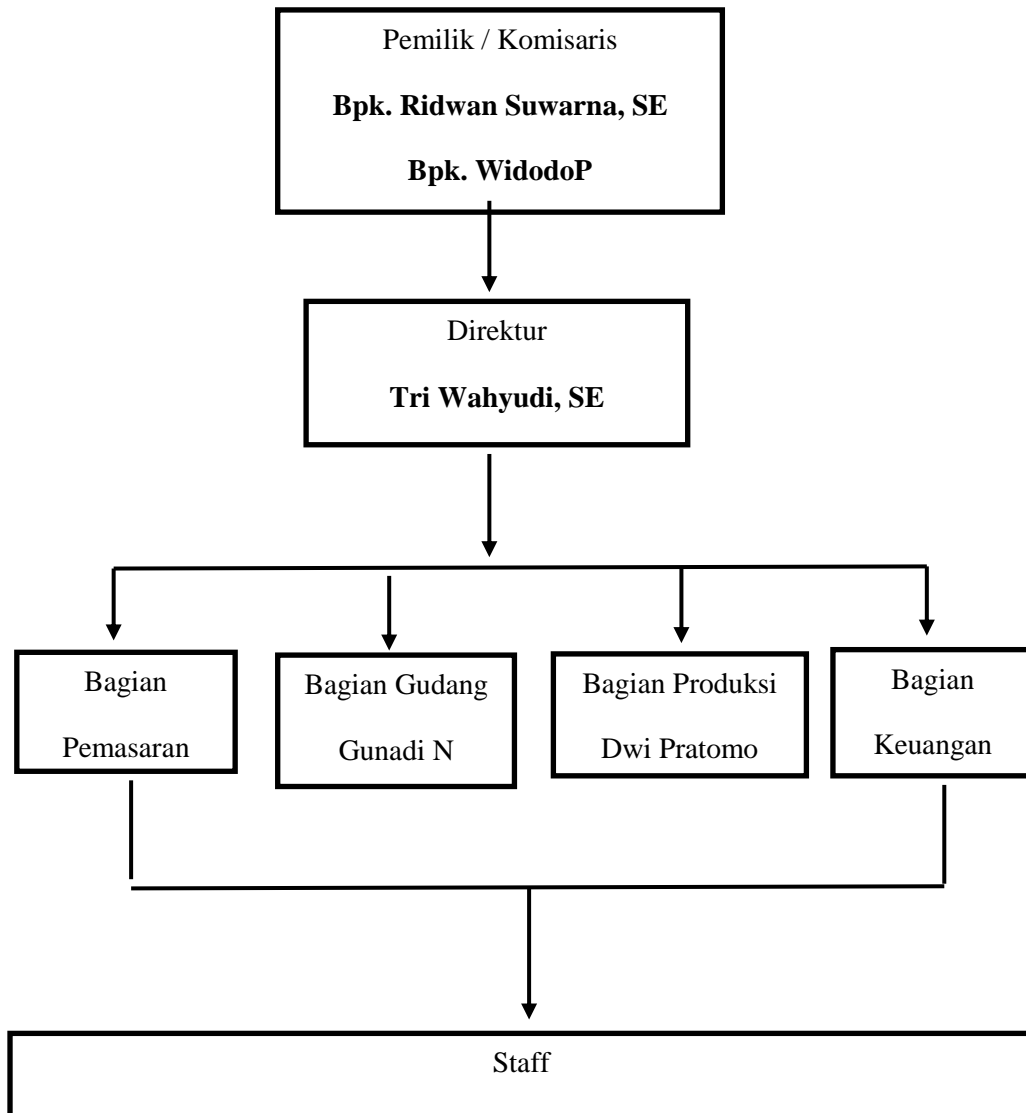 Pemilik / Komisaris
Bpk. Ridwan Suwarna, SE
Bpk. WidodoP
Direktur
Tri Wahyudi, SE
Bagian
Pemasaran
Bagian Gudang
Gunadi N
Bagian Produksi
Dwi Pratomo
Bagian
Keuangan
Staff